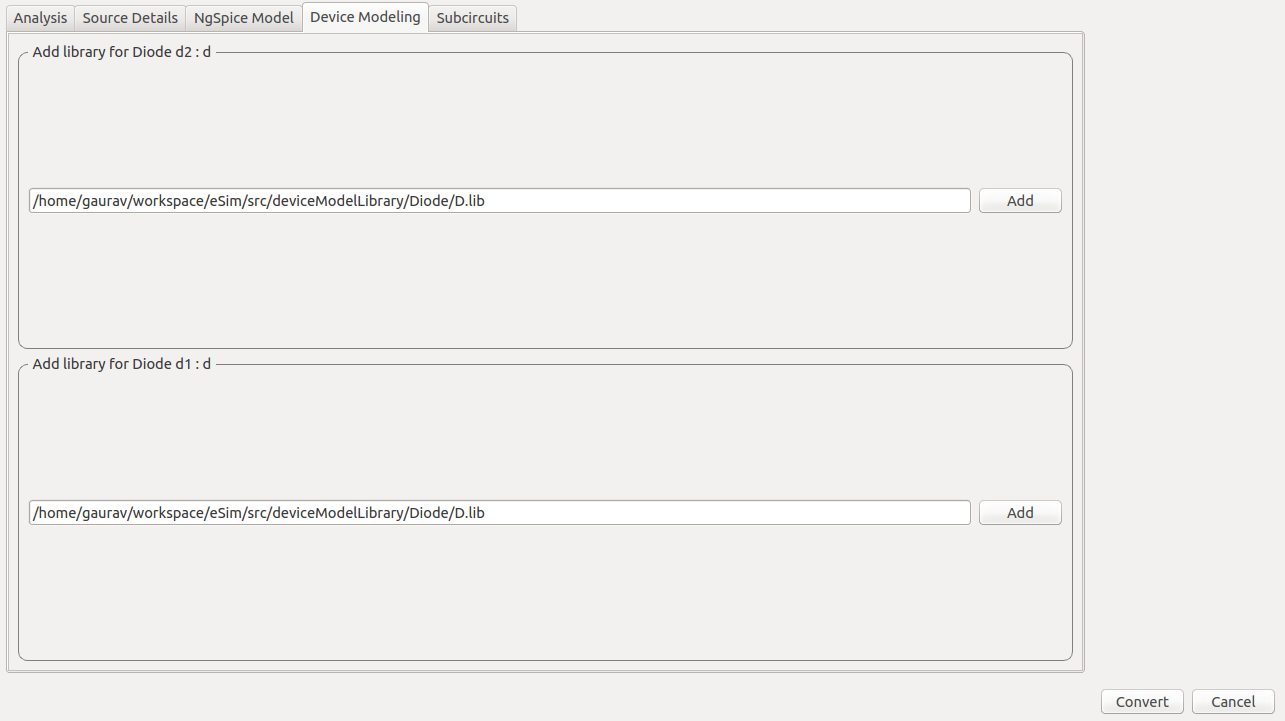 Analysis Source Details NgSpice Model Device Modeling Subcircuits
Add library for Diode d2 : d
/home/gaurav/workspace/eSim/src/deviceModelLibrary/Diode/D.lib Add
Add library for Diode d1 : d
/home/gaurav/workspace/eSim/src/deviceModelLibrary/Diode/D.lib Add
Convert Cancel